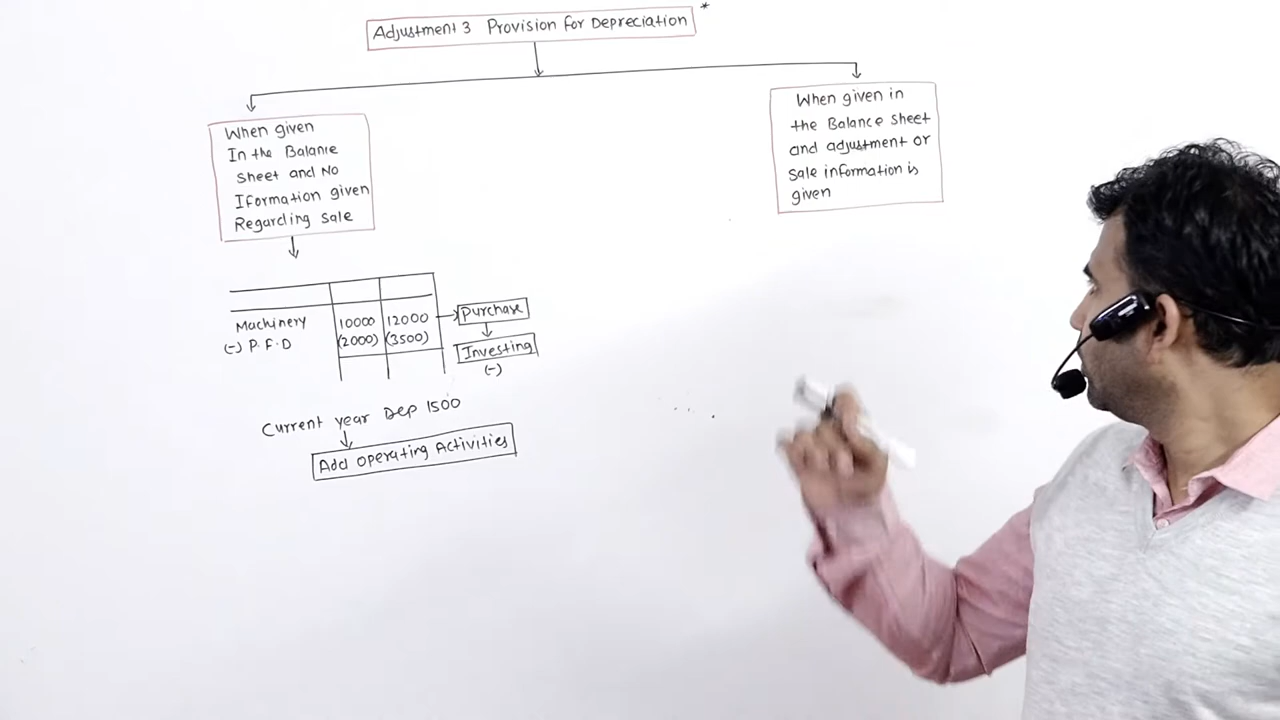 Adjustment 3 Provision for Depreciation *
When given
In the Balance
sheet and No
Iformation given
Regarding sale
When given in
the Balance sheet
and adjustment or
sale information is
given
Machinery 10000 12000
(-) P.F.D (2000) (3500)
Purchase
Investing
(-)
Current year Dep 1500
Add Operating Activities